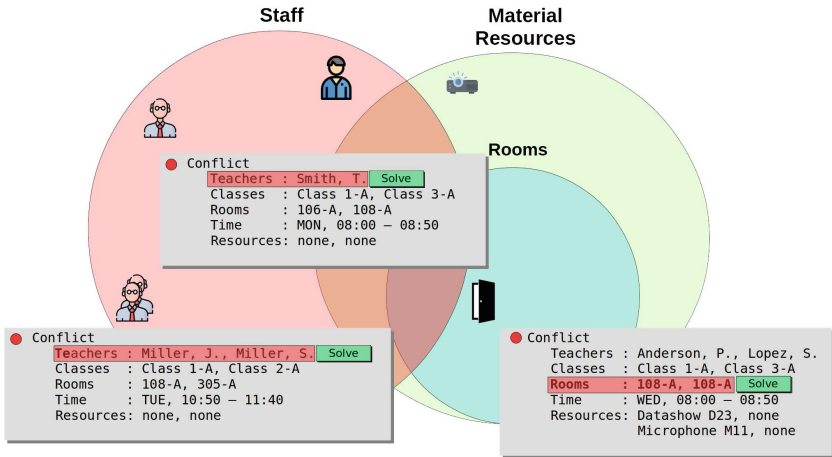 Staff
Material
Resources
Rooms
Conflict
Teachers : Smith, T. Solve
Classes : Class 1-A, Class 3-A
Rooms : 106-A, 108-A
Time : MON, 08:00 – 08:50
Resources: none, none
Conflict
Teachers : Miller, J., Miller, S. Solve
Classes : Class 1-A, Class 2-A
Rooms : 108-A, 305-A
Time : TUE, 10:50 – 11:40
Resources: none, none
Conflict
Teachers : Anderson, P., Lopez, S.
Classes : Class 1-A, Class 3-A
Rooms : 108-A, 108-A Solve
Time : WED, 08:00 – 08:50
Resources: Datashow D23, none
Microphone M11, none